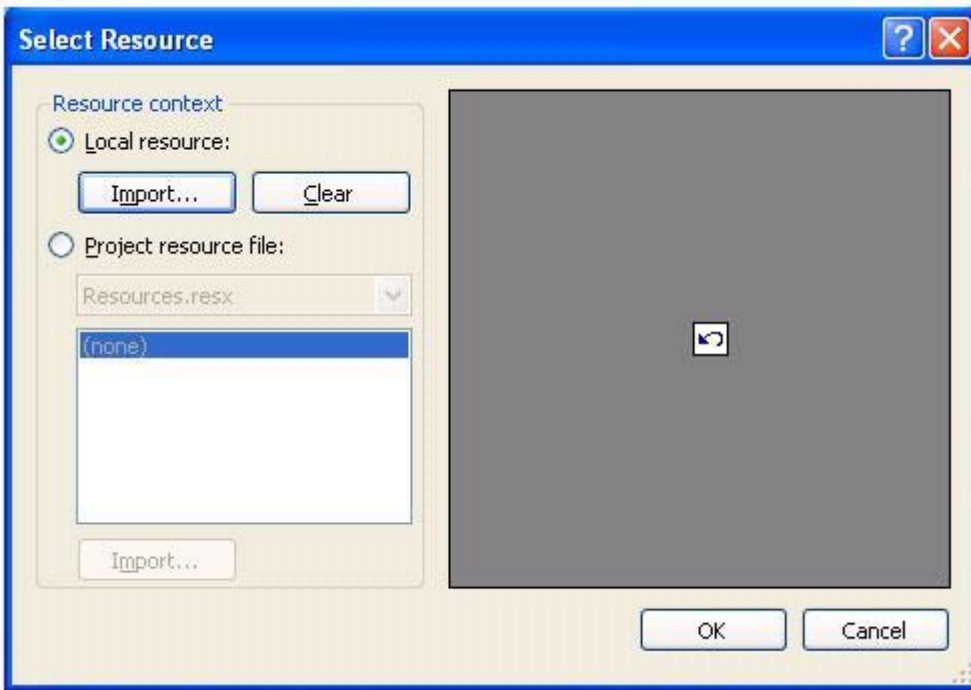 Select Resource
Resource context
Local resource:
Import...
Clear
Project resource file:
Resources.resx
(none)
Import...
OK
Cancel